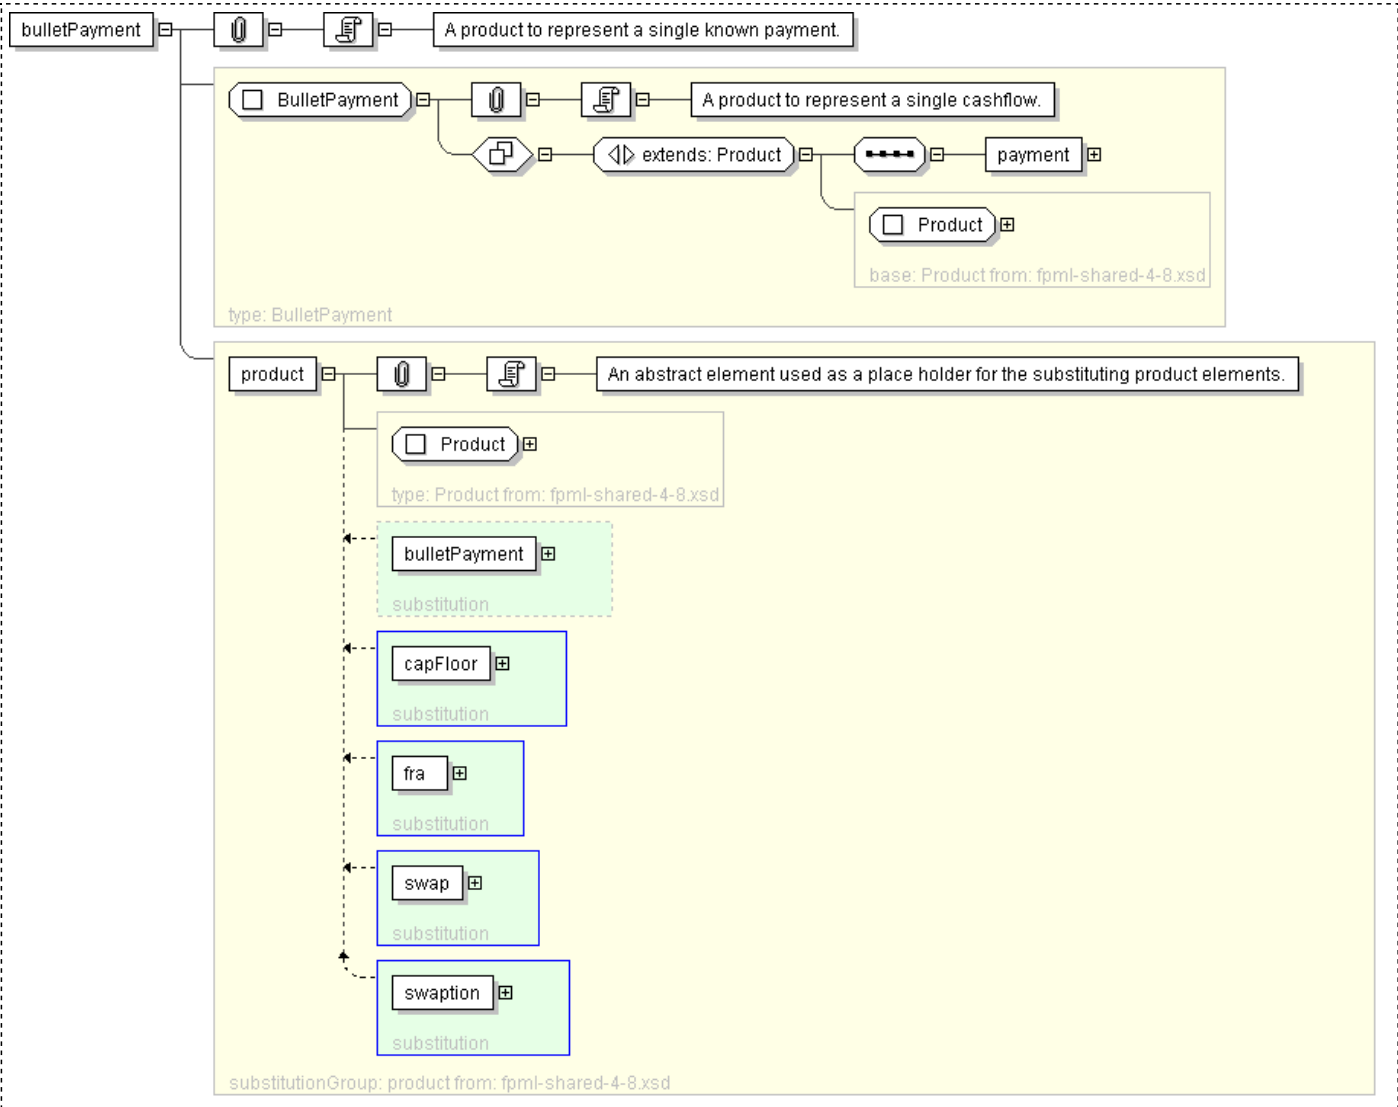 bulletPayment
A product to represent a single known payment.
BulletPayment
A product to represent a single cashflow.
extends: Product
payment
Product
base: Product from: fpml-shared-4-8.xsd
type: BulletPayment
product
An abstract element used as a place holder for the substituting product elements.
Product
type: Product from: fpml-shared-4-8.xsd
bulletPayment
substitution
capFloor
substitution
fra
substitution
swap
substitution
swaption
substitution
substitutionGroup: product from: fpml-shared-4-8.xsd